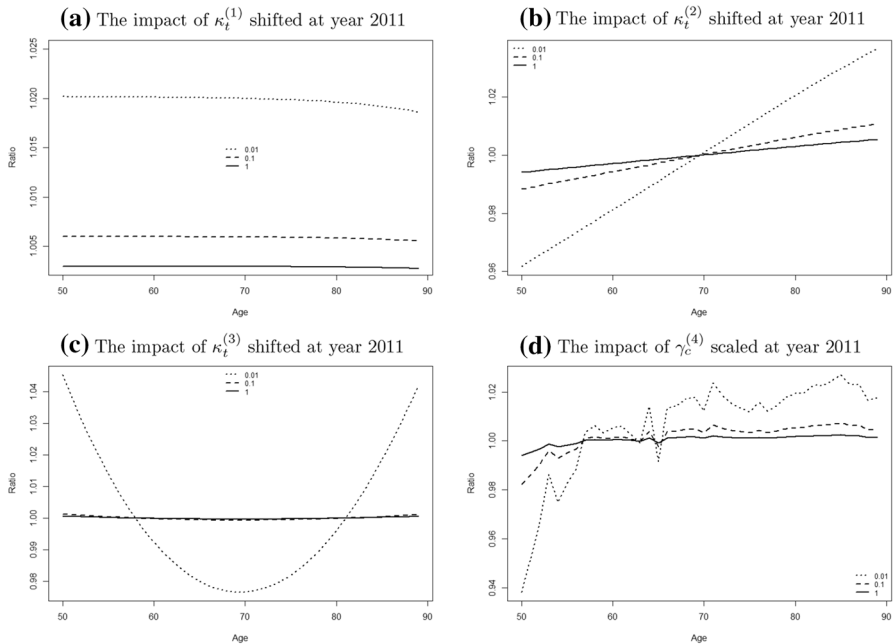 (a) The impact of κ_t^(1) shifted at year 2011
1.025
1.020
1.015
1.010
1.005
Ratio
0.01
0.1
1
50 60 70 80 90
Age
(b) The impact of κ_t^(2) shifted at year 2011
1.02
1.00
0.98
0.96
Ratio
0.01
0.1
1
50 60 70 80 90
Age
(c) The impact of κ_t^(3) shifted at year 2011
1.04
1.03
1.02
1.01
1.00
0.99
0.98
Ratio
0.01
0.1
1
50 60 70 80 90
Age
(d) The impact of γ_c^(4) scaled at year 2011
1.02
1.00
0.98
0.96
0.94
Ratio
0.01
0.1
1
50 60 70 80 90
Age